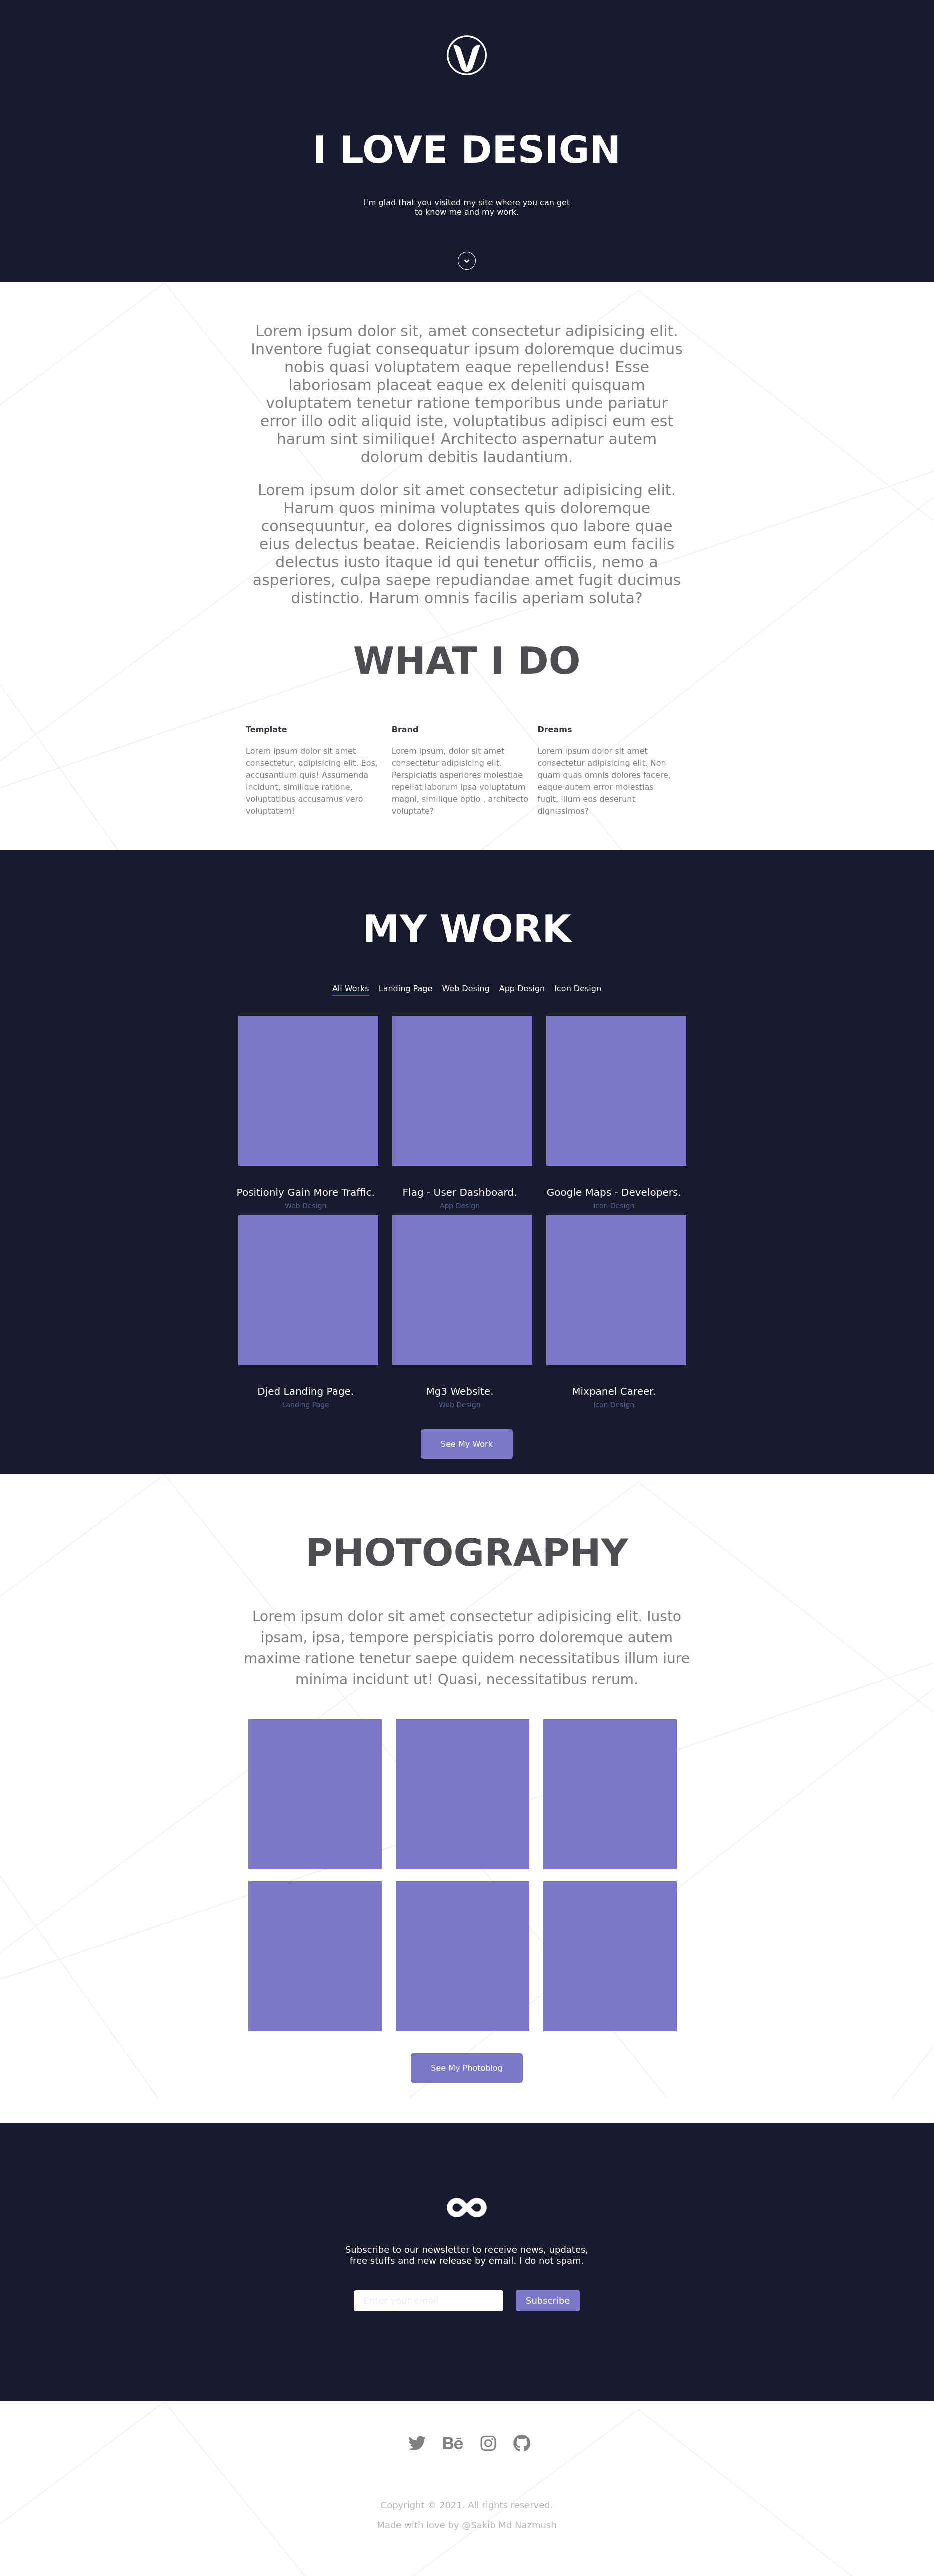 I LOVE DESIGN
I'm glad that you visited my site where you can get
to know me and my work.
Lorem ipsum dolor sit, amet consectetur adipisicing elit.
Inventore fugiat consequatur ipsum doloremque ducimus
nobis quasi voluptatem eaque repellendus! Esse
laboriosam placeat eaque ex deleniti quisquam
voluptatem tenetur ratione temporibus unde pariatur
error illo odit aliquid iste, voluptatibus adipisci eum est
harum sint similique! Architecto aspernatur autem
dolorum debitis laudantium.
Lorem ipsum dolor sit amet consectetur adipisicing elit.
Harum quos minima voluptates quis doloremque
consequuntur, ea dolores dignissimos quo labore quae
eius delectus beatae. Reiciendis laboriosam eum facilis
delectus iusto itaque id qui tenetur officiis, nemo a
asperiores, culpa saepe repudiandae amet fugit ducimus
distinctio. Harum omnis facilis aperiam soluta?
WHAT I DO
Template
Lorem ipsum dolor sit amet
consectetur, adipisicing elit. Eos,
accusantium quis! Assumenda
incidunt, similique ratione,
voluptatibus accusamus vero
voluptatem!
Brand
Lorem ipsum, dolor sit amet
consectetur adipisicing elit.
Perspiciatis asperiores molestiae
repellat laborum ipsa voluptatum
magni, similique optio , architecto
voluptate?
Dreams
Lorem ipsum dolor sit amet
consectetur adipisicing elit. Non
quam quas omnis dolores facere,
eaque autem error molestias
fugit, illum eos deserunt
dignissimos?
MY WORK
All Works Landing Page Web Desing App Design Icon Design
Positionly Gain More Traffic.
Web Design
Flag - User Dashboard.
App Design
Google Maps - Developers.
Icon Design
Djed Landing Page.
Landing Page
Mg3 Website.
Web Design
Mixpanel Career.
Icon Design
See My Work
PHOTOGRAPHY
Lorem ipsum dolor sit amet consectetur adipisicing elit. Iusto
ipsam, ipsa, tempore perspiciatis porro doloremque autem
maxime ratione tenetur saepe quidem necessitatibus illum iure
minima incidunt ut! Quasi, necessitatibus rerum.
See My Photoblog
Subscribe to our newsletter to receive news, updates,
free stuffs and new release by email. I do not spam.
Enter your email
Subscribe
Copyright © 2021. All rights reserved.
Made with love by @Sakib Md Nazmush